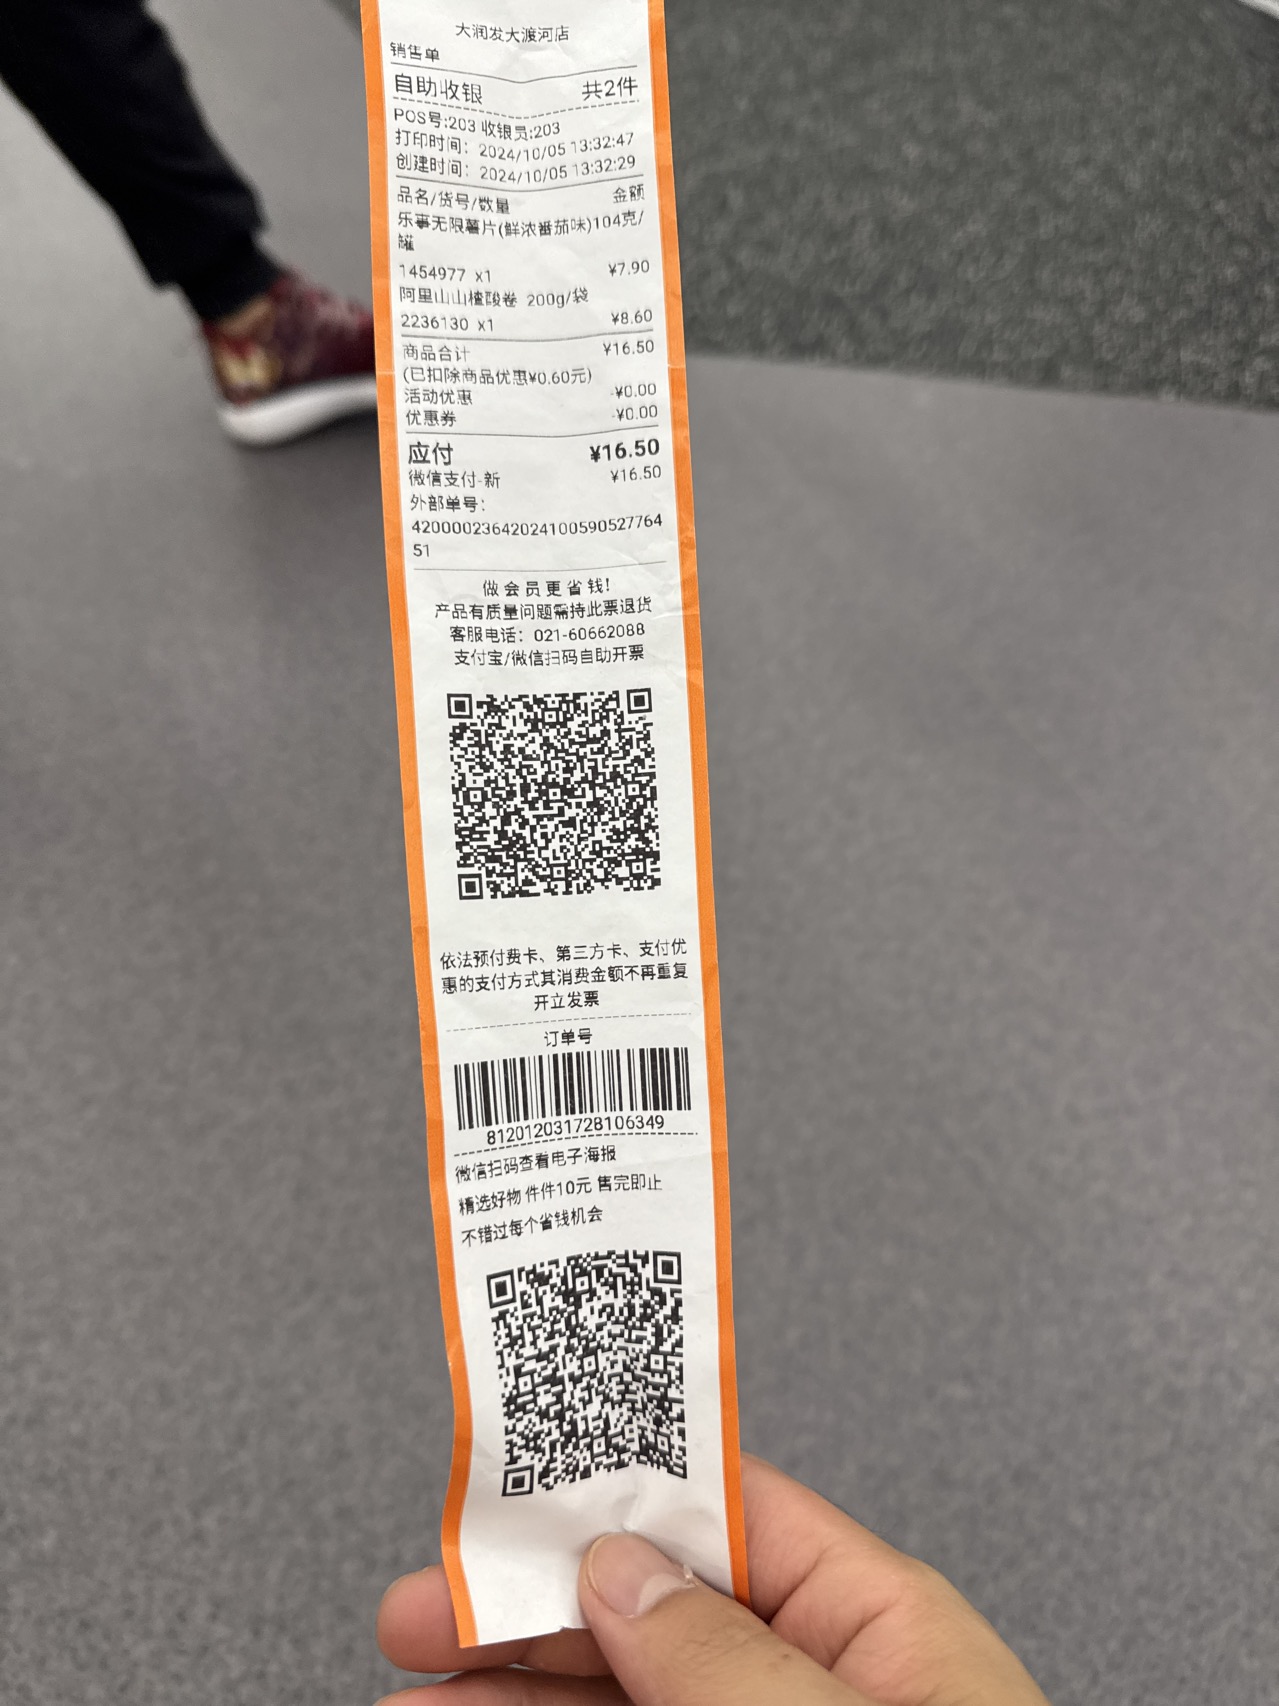 大润发大渡河店
销售单
自助收银 共2件
POS号:203 收银员:203
打印时间：2024/10/05 13:32:47
创建时间：2024/10/05 13:32:29
品名/货号/数量 金额
乐事无限薯片(鲜浓番茄味)104克/
罐
1454977 x1 ¥7.90
阿里山山楂酸卷 200g/袋
2236130 x1 ¥8.60
商品合计 ¥16.50
(已扣除商品优惠¥0.60元)
活动优惠 -¥0.00
优惠券 -¥0.00
应付 ¥16.50
微信支付-新 ¥16.50
外部单号：
42000023642024100590527764
51
做会员更省钱!
产品有质量问题需持此票退货
客服电话：021-60662088
支付宝/微信扫码自助开票
依法预付费卡、第三方卡、支付优
惠的支付方式其消费金额不再重复
开立发票
订单号
812012031728106349
微信扫码查看电子海报
精选好物 件件10元 售完即止
不错过每个省钱机会